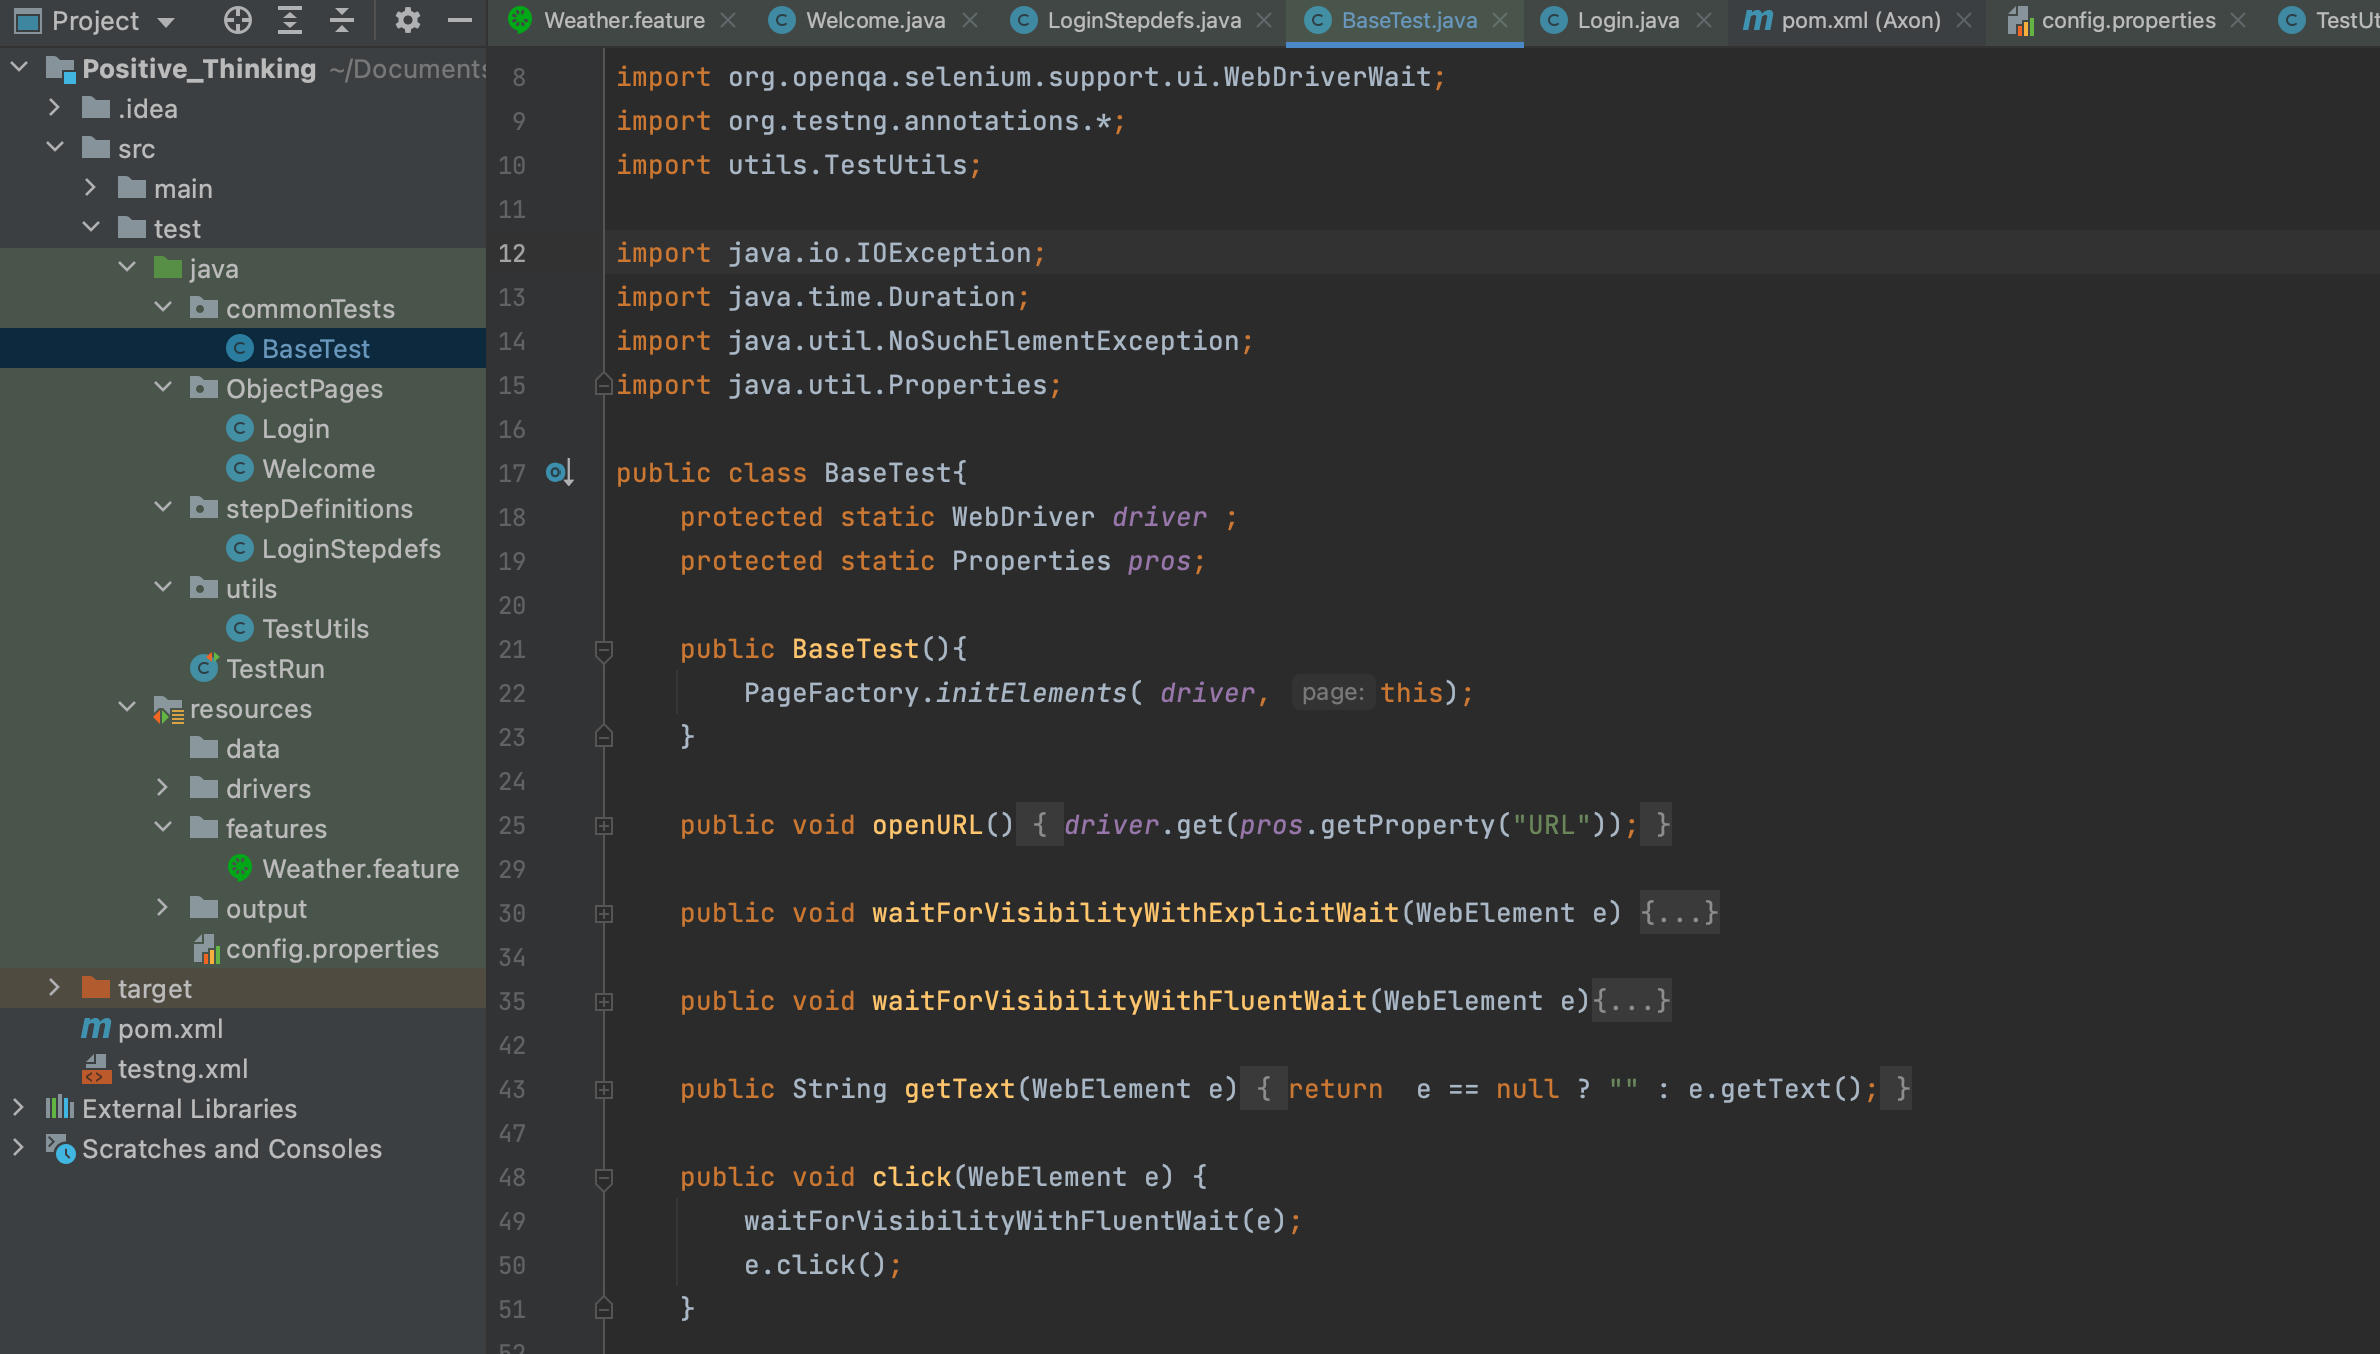 Project
Weather.feature
Welcome.java
LoginStepdefs.java
BaseTest.java
Login.java
pom.xml (Axon)
config.properties
Positive_Thinking ~/Documents
.idea
src
main
test
java
commonTests
BaseTest
ObjectPages
Login
Welcome
stepDefinitions
LoginStepdefs
utils
TestUtils
TestRun
resources
data
drivers
features
Weather.feature
output
config.properties
target
pom.xml
testng.xml
External Libraries
Scratches and Consoles
8 import org.openqa.selenium.support.ui.WebDriverWait;
9 import org.testng.annotations.*;
10 import utils.TestUtils;
11
12 import java.io.IOException;
13 import java.time.Duration;
14 import java.util.NoSuchElementException;
15 import java.util.Properties;
16
17 public class BaseTest{
18 protected static WebDriver driver ;
19 protected static Properties pros;
20
21 public BaseTest(){
22 PageFactory.initElements( driver, page: this);
23 }
24
25 public void openURL() { driver.get(pros.getProperty("URL")); }
29
30 public void waitForVisibilityWithExplicitWait(WebElement e) {...}
34
35 public void waitForVisibilityWithFluentWait(WebElement e){...}
42
43 public String getText(WebElement e) { return e == null ? "" : e.getText(); }
47
48 public void click(WebElement e) {
49 waitForVisibilityWithFluentWait(e);
50 e.click();
51 }
52